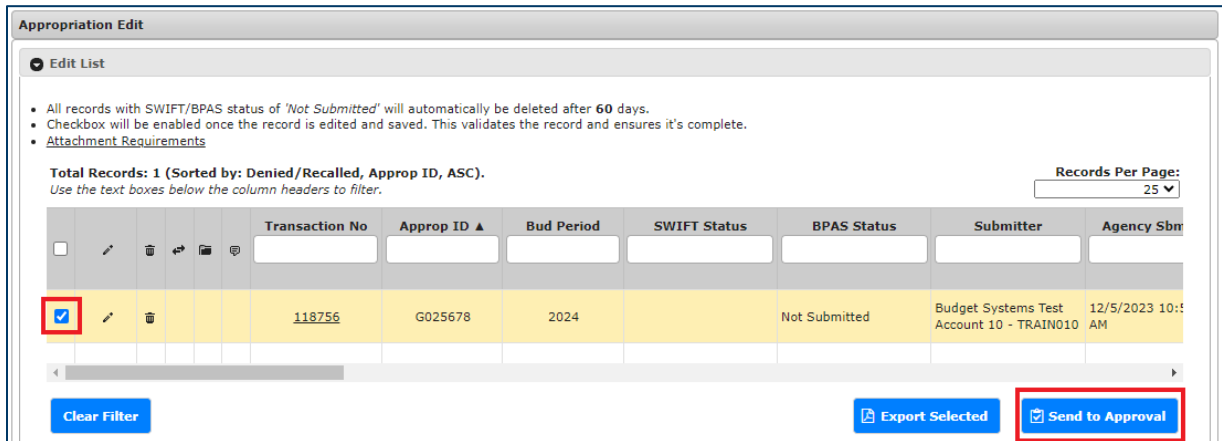 Appropriation Edit
Edit List
All records with SWIFT/BPAS status of 'Not Submitted' will automatically be deleted after 60 days.
Checkbox will be enabled once the record is edited and saved. This validates the record and ensures it's complete.
Attachment Requirements
Total Records: 1 (Sorted by: Denied/Recalled, Approp ID, ASC).
Use the text boxes below the column headers to filter.
Records Per Page:
25
Transaction No Approp ID ▲ Bud Period SWIFT Status BPAS Status Submitter Agency Sbm
118756 G025678 2024 Not Submitted Budget Systems Test Account 10 - TRAIN010 12/5/2023 10:5 AM
Clear Filter Export Selected Send to Approval